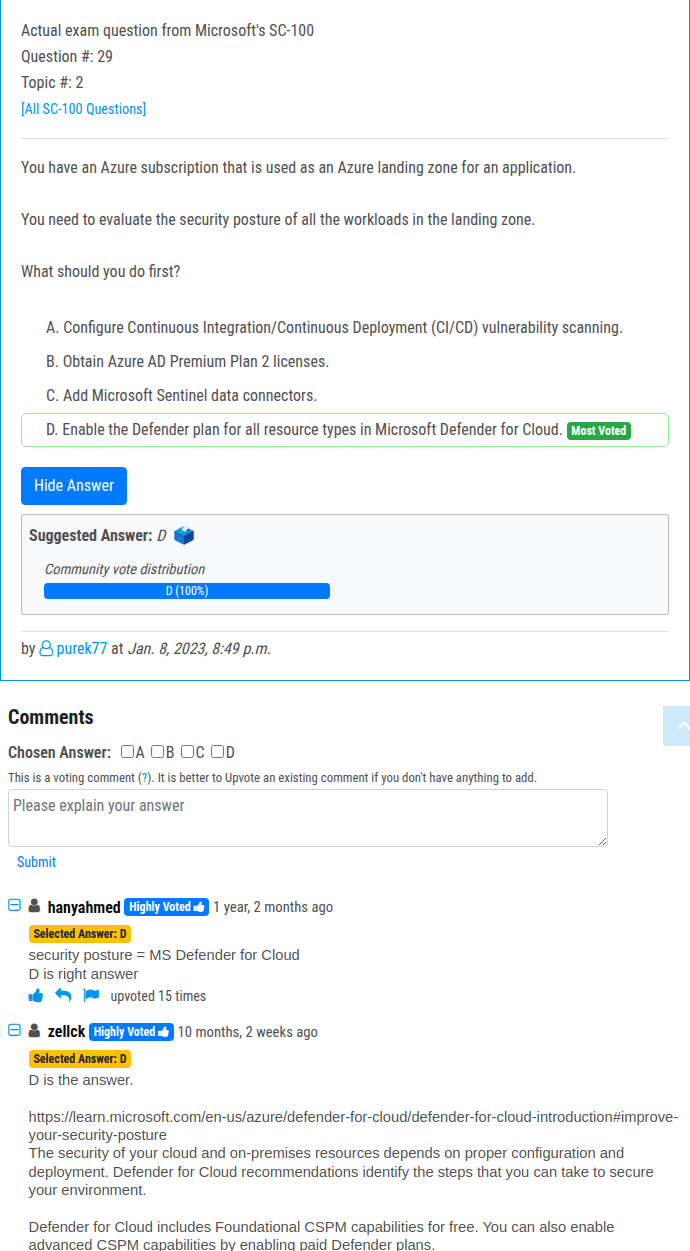 Actual exam question from Microsoft's SC-100
Question #: 29
Topic #: 2
[All SC-100 Questions]
You have an Azure subscription that is used as an Azure landing zone for an application.
You need to evaluate the security posture of all the workloads in the landing zone.
What should you do first?
A. Configure Continuous Integration/Continuous Deployment (CI/CD) vulnerability scanning.
B. Obtain Azure AD Premium Plan 2 licenses.
C. Add Microsoft Sentinel data connectors.
D. Enable the Defender plan for all resource types in Microsoft Defender for Cloud. Most Voted
Hide Answer
Suggested Answer: D
Community vote distribution
D (100%)
by purek77 at Jan. 8, 2023, 8:49 p.m.
Comments
Chosen Answer: A B C D
This is a voting comment (?). It is better to Upvote an existing comment if you don't have anything to add.
Please explain your answer
Submit
hanyahmed Highly Voted 1 year, 2 months ago
Selected Answer: D
security posture = MS Defender for Cloud
D is right answer
upvoted 15 times
zellck Highly Voted 10 months, 2 weeks ago
Selected Answer: D
D is the answer.
https://learn.microsoft.com/en-us/azure/defender-for-cloud/defender-for-cloud-introduction#improve-
your-security-posture
The security of your cloud and on-premises resources depends on proper configuration and
deployment. Defender for Cloud recommendations identify the steps that you can take to secure
your environment.
Defender for Cloud includes Foundational CSPM capabilities for free. You can also enable
advanced CSPM capabilities by enabling paid Defender plans.